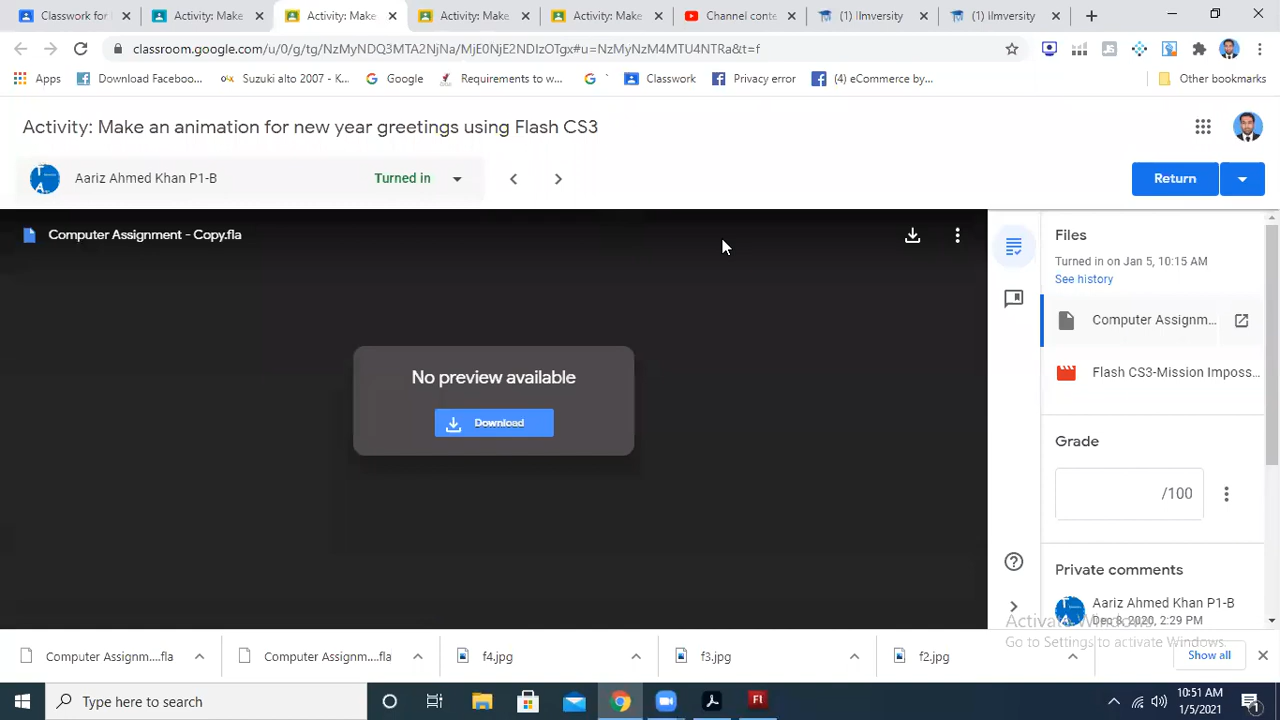 Classwork for
Activity: Make
Activity: Make
Activity: Make
Activity: Make
Channel conte
(1) IInversity
(1) IInversity
classroom.google.com/u/0/g/tg/NzMyNDQ3MTA2NjNa/MjE0NjE2NDIzOTgx#u=NzMyNzM4MTU4NTRa&t=f
Apps
Download Faceboo...
Suzuki alto 2007 - K...
Google
Requirements to w...
Classwork
Privacy error
(4) eCommerce by...
Other bookmarks
Activity: Make an animation for new year greetings using Flash CS3
Aariz Ahmed Khan P1-B
Turned in
Return
Computer Assignment - Copy.fla
No preview available
Download
Files
Turned in on Jan 5, 10:15 AM
See history
Computer Assignm...
Flash CS3-Mission Imposs...
Grade
/100
Private comments
Aariz Ahmed Khan P1-B
Dec 8, 2020, 2:29 PM
Activate Windows
Go to Settings to activate Windows.
Computer Assignm....fla
Computer Assignm....fla
f4.jpg
f3.jpg
f2.jpg
Show all
Type here to search
10:51 AM
1/5/2021
1